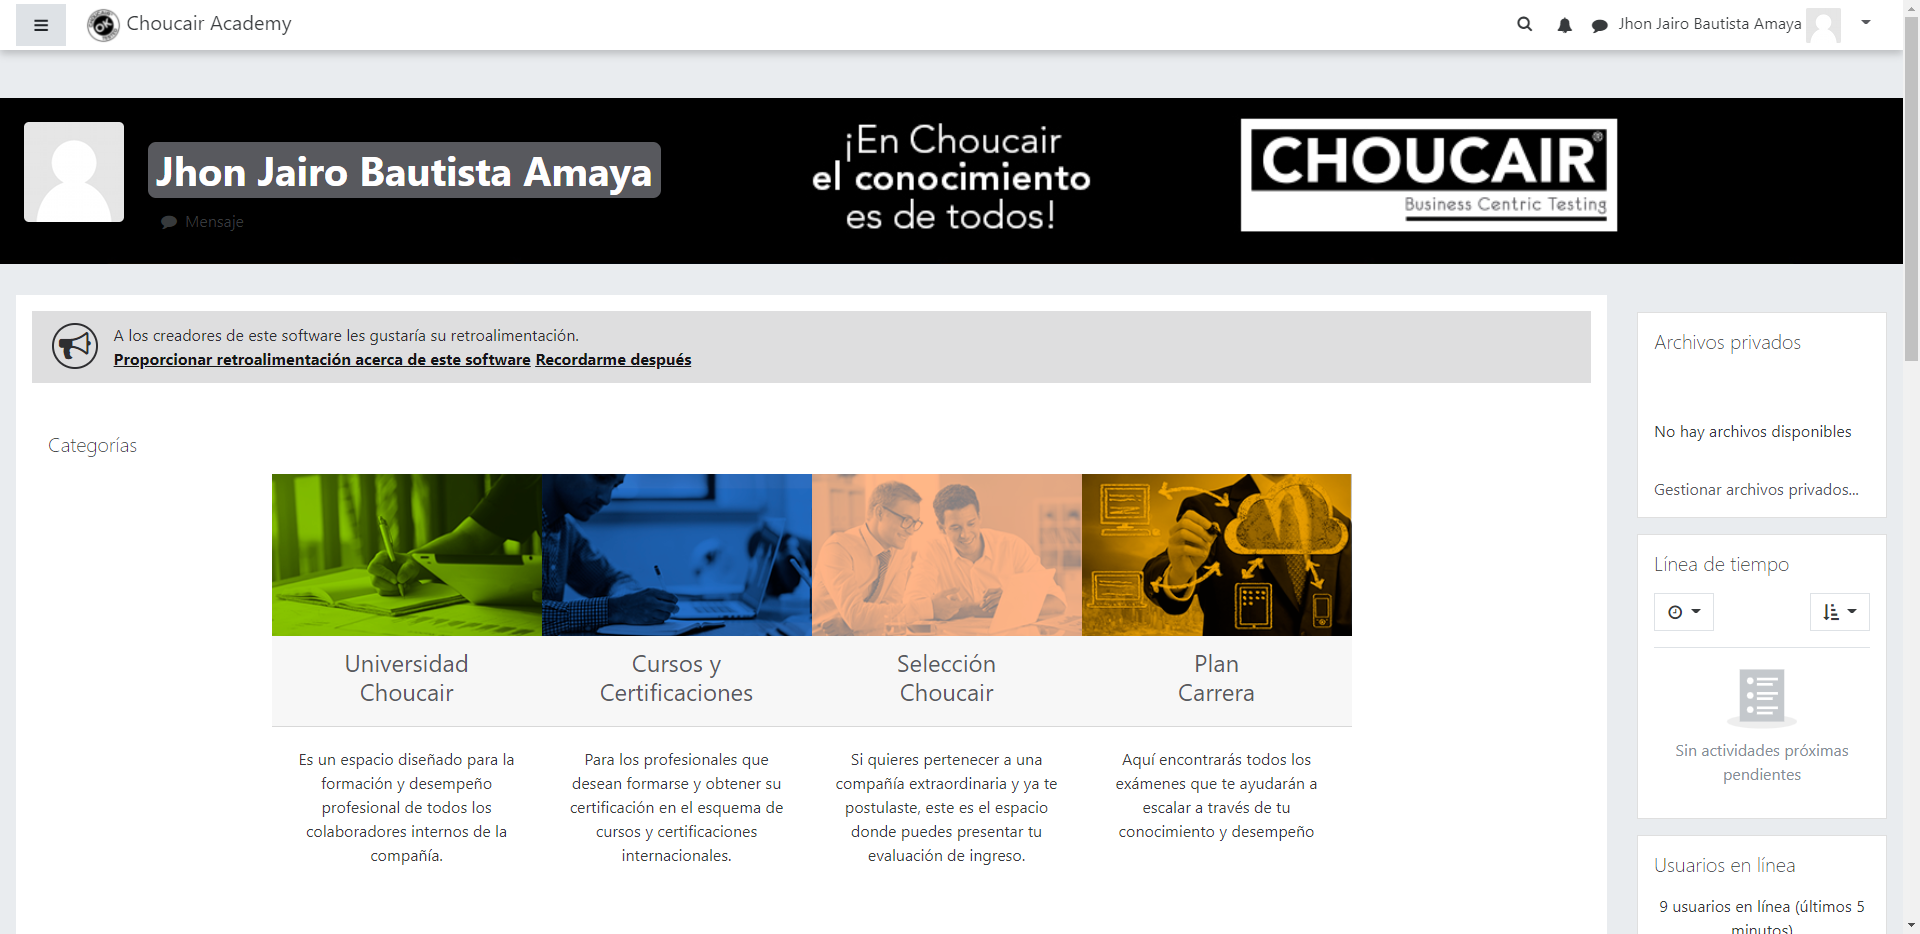 Choucair Academy
Jhon Jairo Bautista Amaya
Jhon Jairo Bautista Amaya
Mensaje
¡En Choucair
el conocimiento
es de todos!
CHOUCAIR®
Business Centric Testing
A los creadores de este software les gustaría su retroalimentación.
Proporcionar retroalimentación acerca de este software Recordarme después
Categorías
Universidad
Choucair
Es un espacio diseñado para la
formación y desempeño
profesional de todos los
colaboradores internos de la
compañía.
Cursos y
Certificaciones
Para los profesionales que
desean formarse y obtener su
certificación en el esquema de
cursos y certificaciones
internacionales.
Selección
Choucair
Si quieres pertenecer a una
compañía extraordinaria y ya te
postulaste, este es el espacio
donde puedes presentar tu
evaluación de ingreso.
Plan
Carrera
Aquí encontrarás todos los
exámenes que te ayudarán a
escalar a través de tu
conocimiento y desempeño
Archivos privados
No hay archivos disponibles
Gestionar archivos privados...
Línea de tiempo
Sin actividades próximas
pendientes
Usuarios en línea
9 usuarios en línea (últimos 5
minutos)